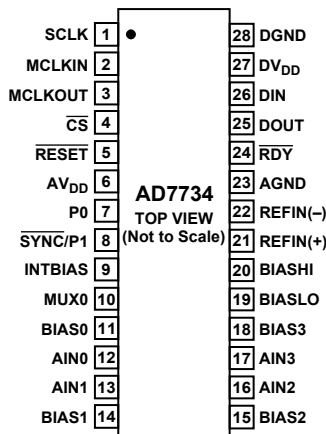 SCLK 1 28 DGND
MCLKIN 2 27 DVDD
MCLKOUT 3 26 DIN
CS 4 25 DOUT
RESET 5 24 RDY
AVDD 6 23 AGND
P0 7 22 REFIN(–)
SYNC/P1 8 21 REFIN(+)
INTBIAS 9 20 BIASHI
MUX0 10 19 BIASLO
BIAS0 11 18 BIAS3
AIN0 12 17 AIN3
AIN1 13 16 AIN2
BIAS1 14 15 BIAS2
AD7734
TOP VIEW
(Not to Scale)